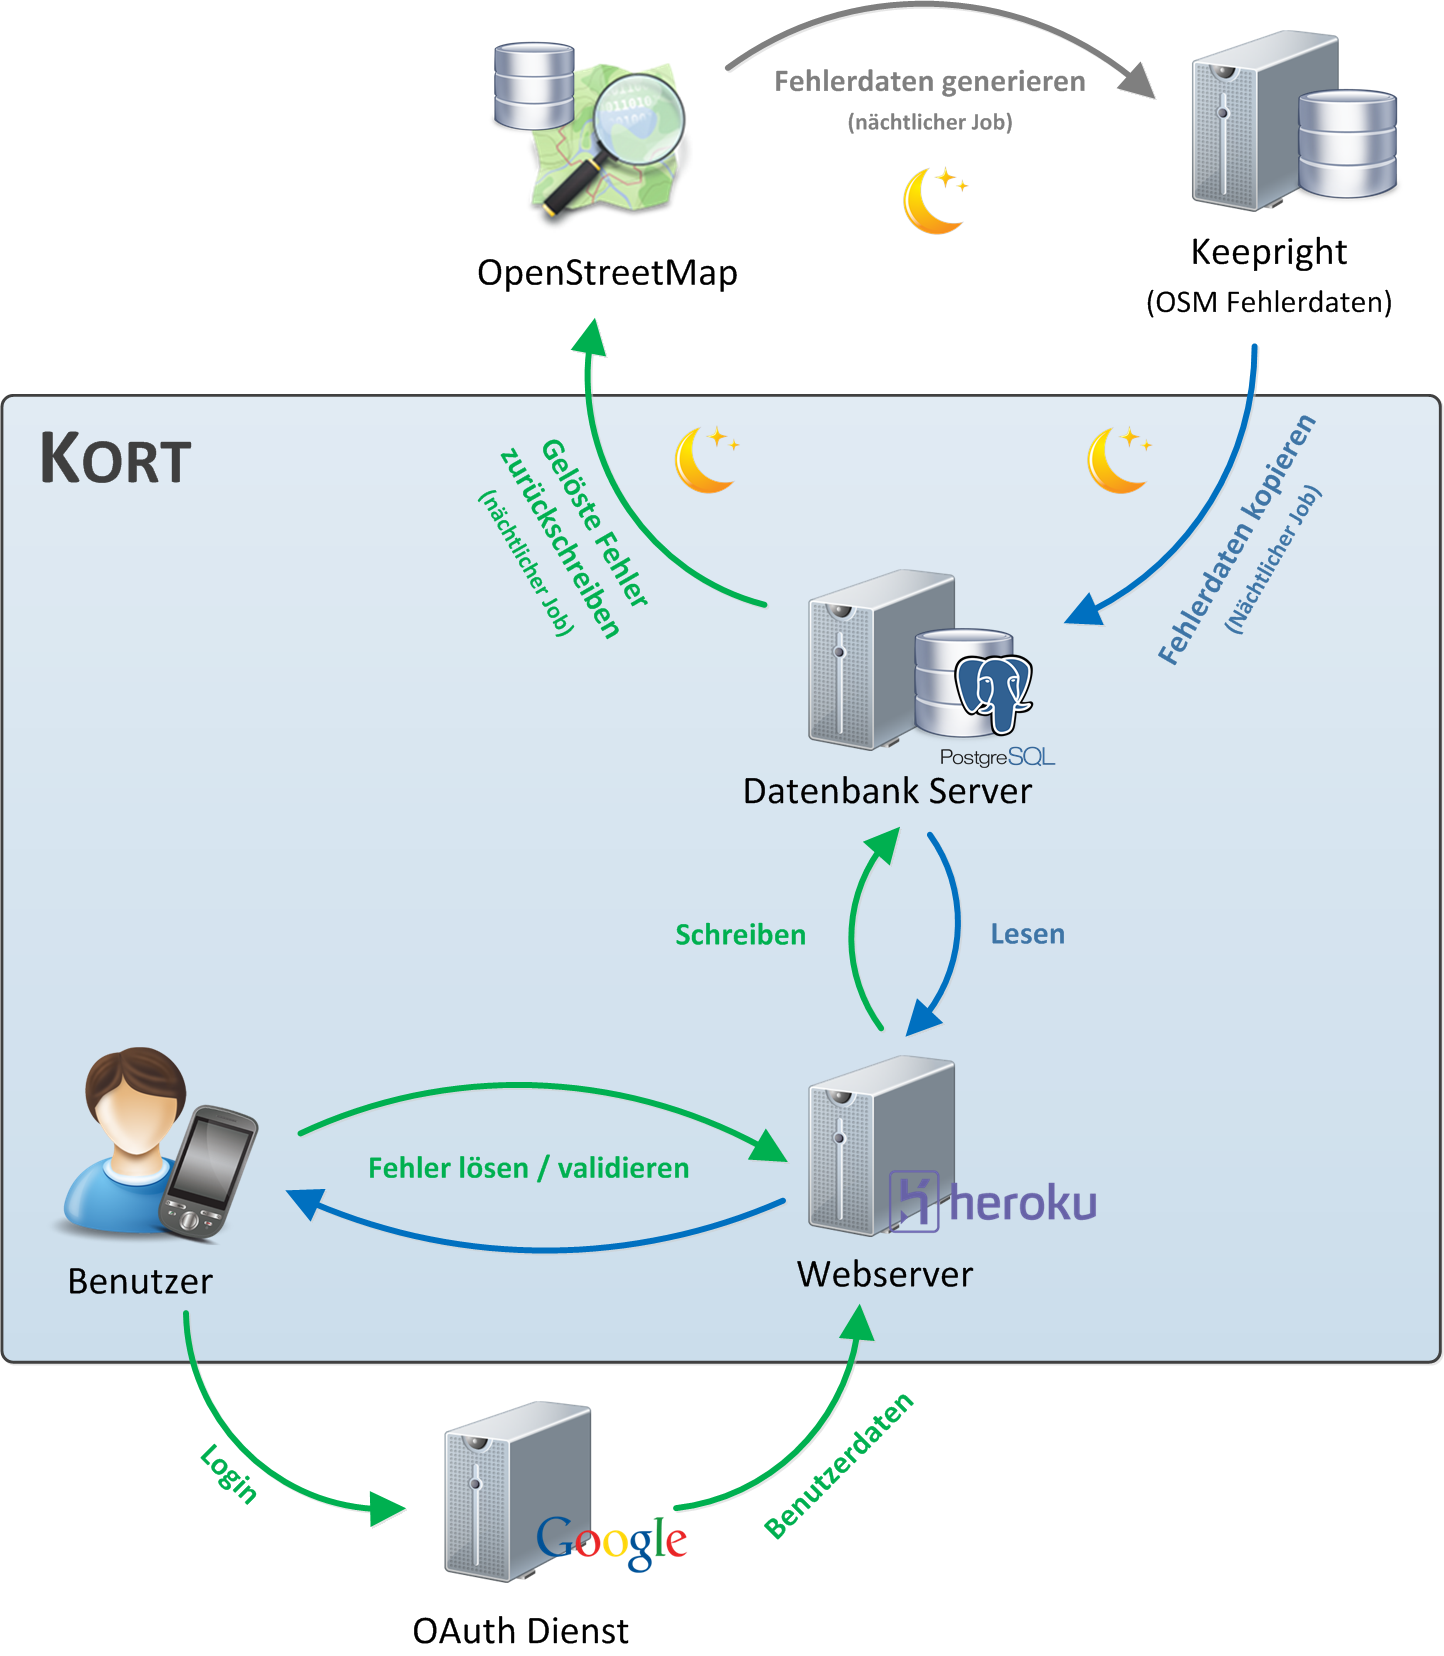 Fehlerdaten generieren
(nächtlicher Job)
OpenStreetMap
Keepright
(OSM Fehlerdaten)
KORT
Gelöste Fehler
zurückschreiben
(nächtlicher Job)
Fehlerdaten kopieren
(Nächtlicher Job)
PostgreSQL
Datenbank Server
Schreiben
Lesen
Fehler lösen / validieren
heroku
Benutzer
Webserver
Login
Benutzerdaten
Google
OAuth Dienst